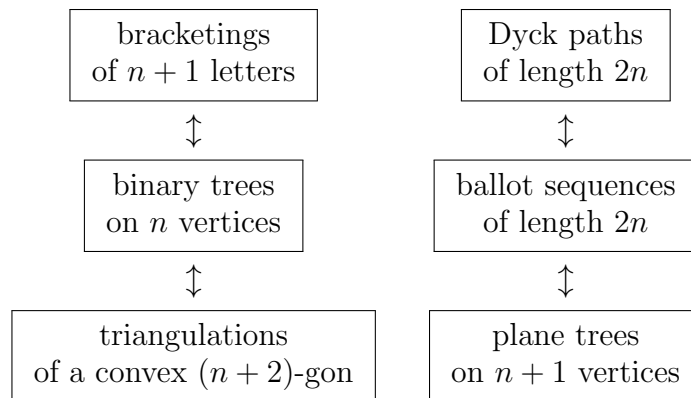 bracketings
of n + 1 letters
↕
binary trees
on n vertices
↕
triangulations
of a convex (n + 2)-gon
Dyck paths
of length 2n
↕
ballot sequences
of length 2n
↕
plane trees
on n + 1 vertices